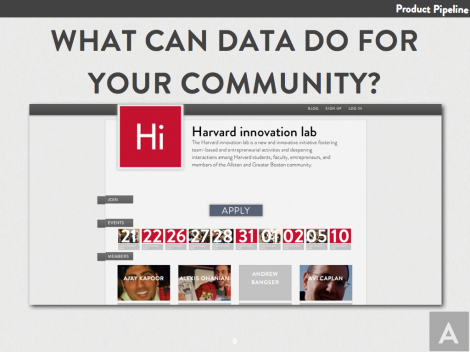 Product Pipeline
WHAT CAN DATA DO FOR
YOUR COMMUNITY?
BLOG SIGN UP LOG IN
Hi
Harvard innovation lab
The Harvard innovation lab is a new and innovative initiative fostering
team-based and entrepreneurial activities and deepening
interactions among Harvard students, faculty, entrepreneurs, and
members of the Allston and Greater Boston community.
JOIN
APPLY
EVENTS
21 22 26 27 28 31 01 02 05 10
MEMBERS
AJAY KAPOOR ALEXIS OHANIAN ANDREW AVI CAPLAN
BANGSER
9
A